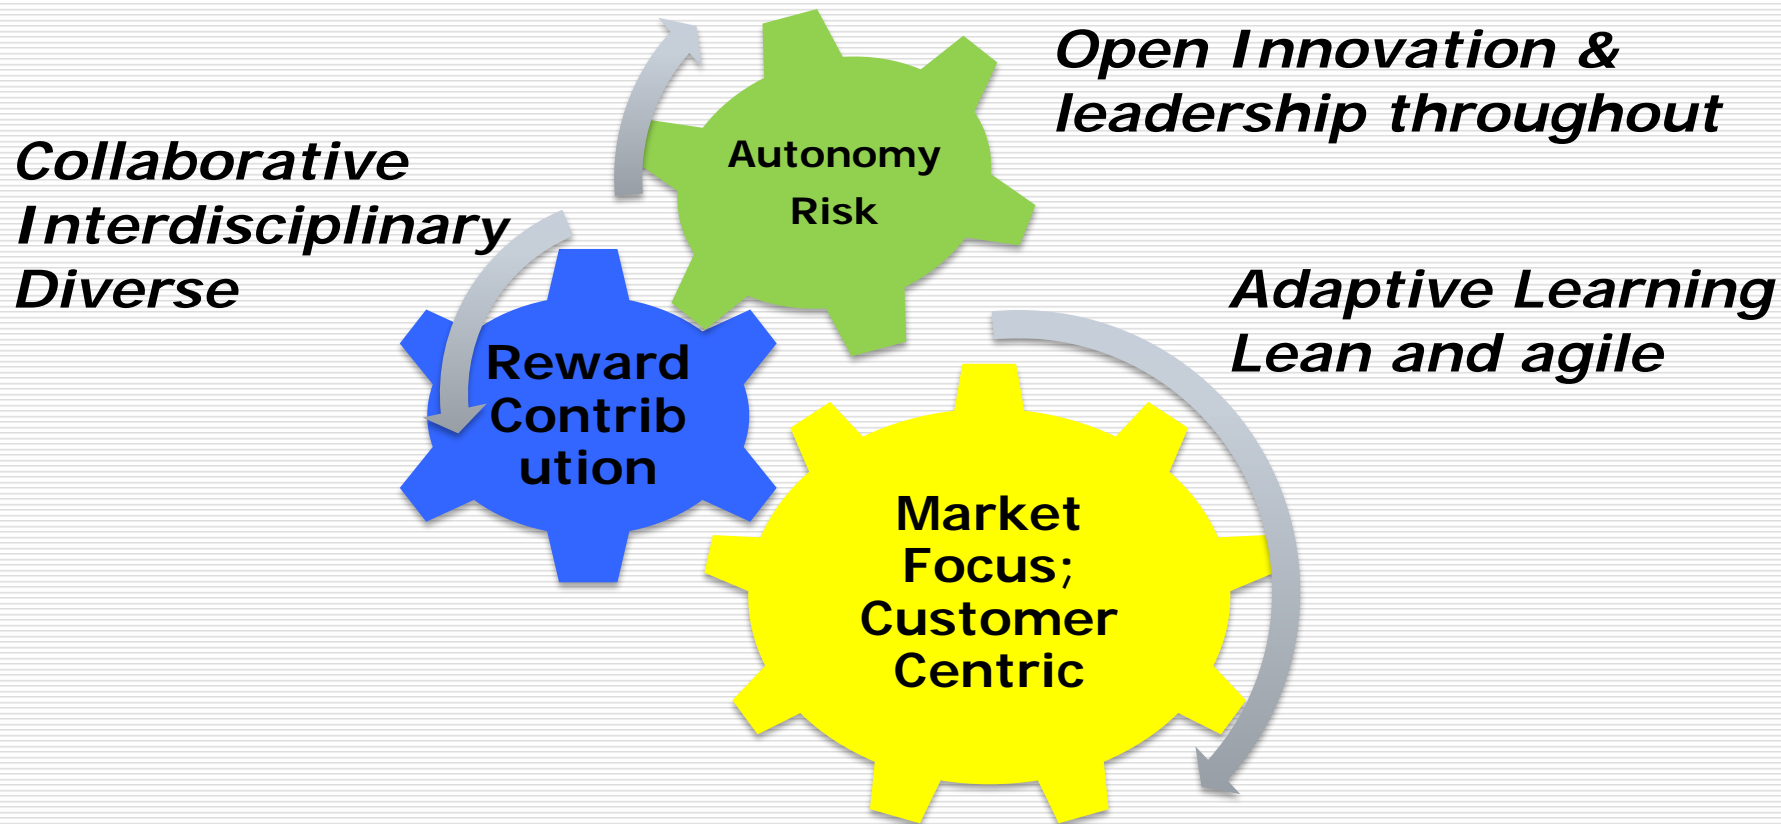 Open Innovation &
leadership throughout
Collaborative
Interdisciplinary
Diverse
Autonomy
Risk
Adaptive Learning
Lean and agile
Reward
Contrib
ution
Market
Focus;
Customer
Centric